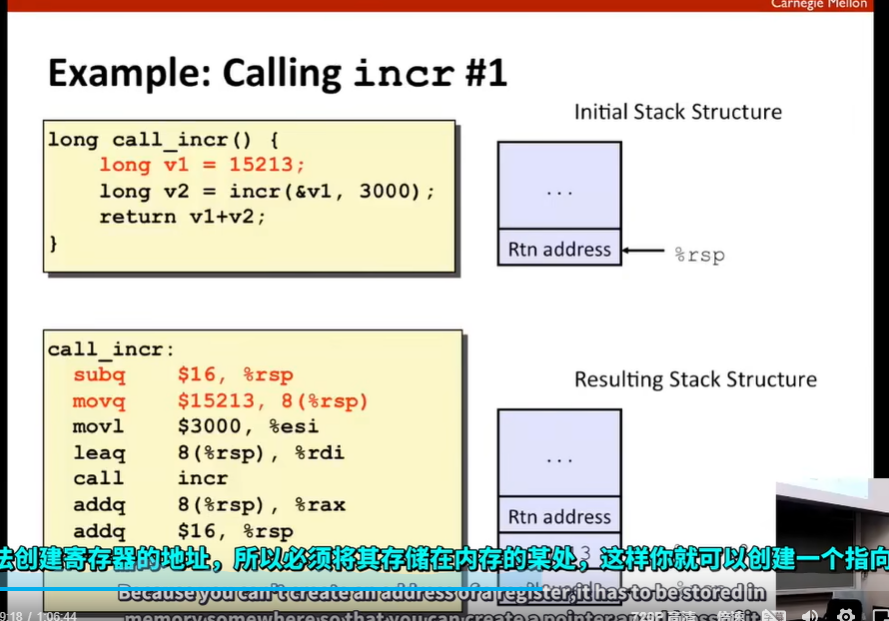 Carnegie Mellon
Example: Calling incr #1
long call_incr() {
long v1 = 15213;
long v2 = incr(&v1, 3000);
return v1+v2;
}
Initial Stack Structure
...
Rtn address
%rsp
call_incr:
subq $16, %rsp
movq $15213, 8(%rsp)
movl $3000, %esi
leaq 8(%rsp), %rdi
call incr
addq 8(%rsp), %rax
addq $16, %rsp
Resulting Stack Structure
...
Rtn address
法创建寄存器的地址，所以必须将其存储在内存的某处，这样你就可以创建一个指向
Because you can't create an address of a register, it has to be stored in
memory somewhere so that you can create a pointer
9:18 / 1:06:44
720P 高清
倍速